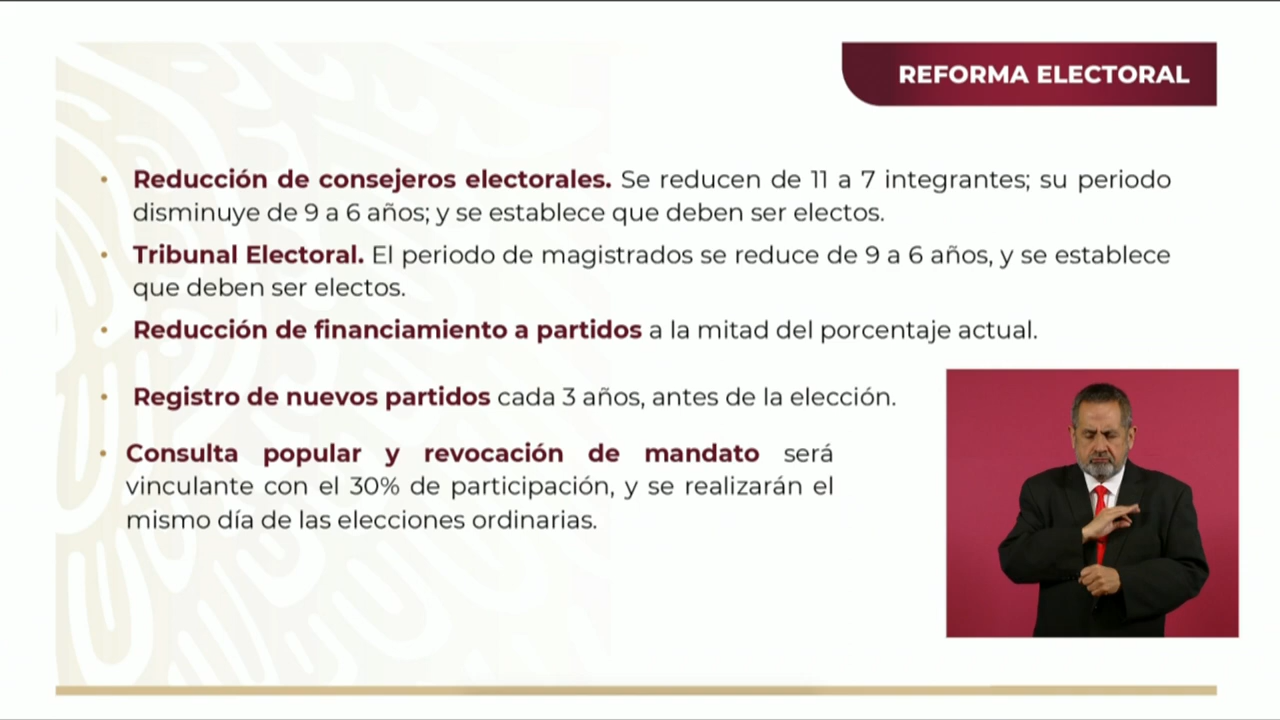 REFORMA ELECTORAL
• Reducción de consejeros electorales. Se reducen de 11 a 7 integrantes; su periodo
disminuye de 9 a 6 años; y se establece que deben ser electos.
• Tribunal Electoral. El periodo de magistrados se reduce de 9 a 6 años, y se establece
que deben ser electos.
• Reducción de financiamiento a partidos a la mitad del porcentaje actual.
• Registro de nuevos partidos cada 3 años, antes de la elección.
• Consulta popular y revocación de mandato será
vinculante con el 30% de participación, y se realizarán el
mismo día de las elecciones ordinarias.